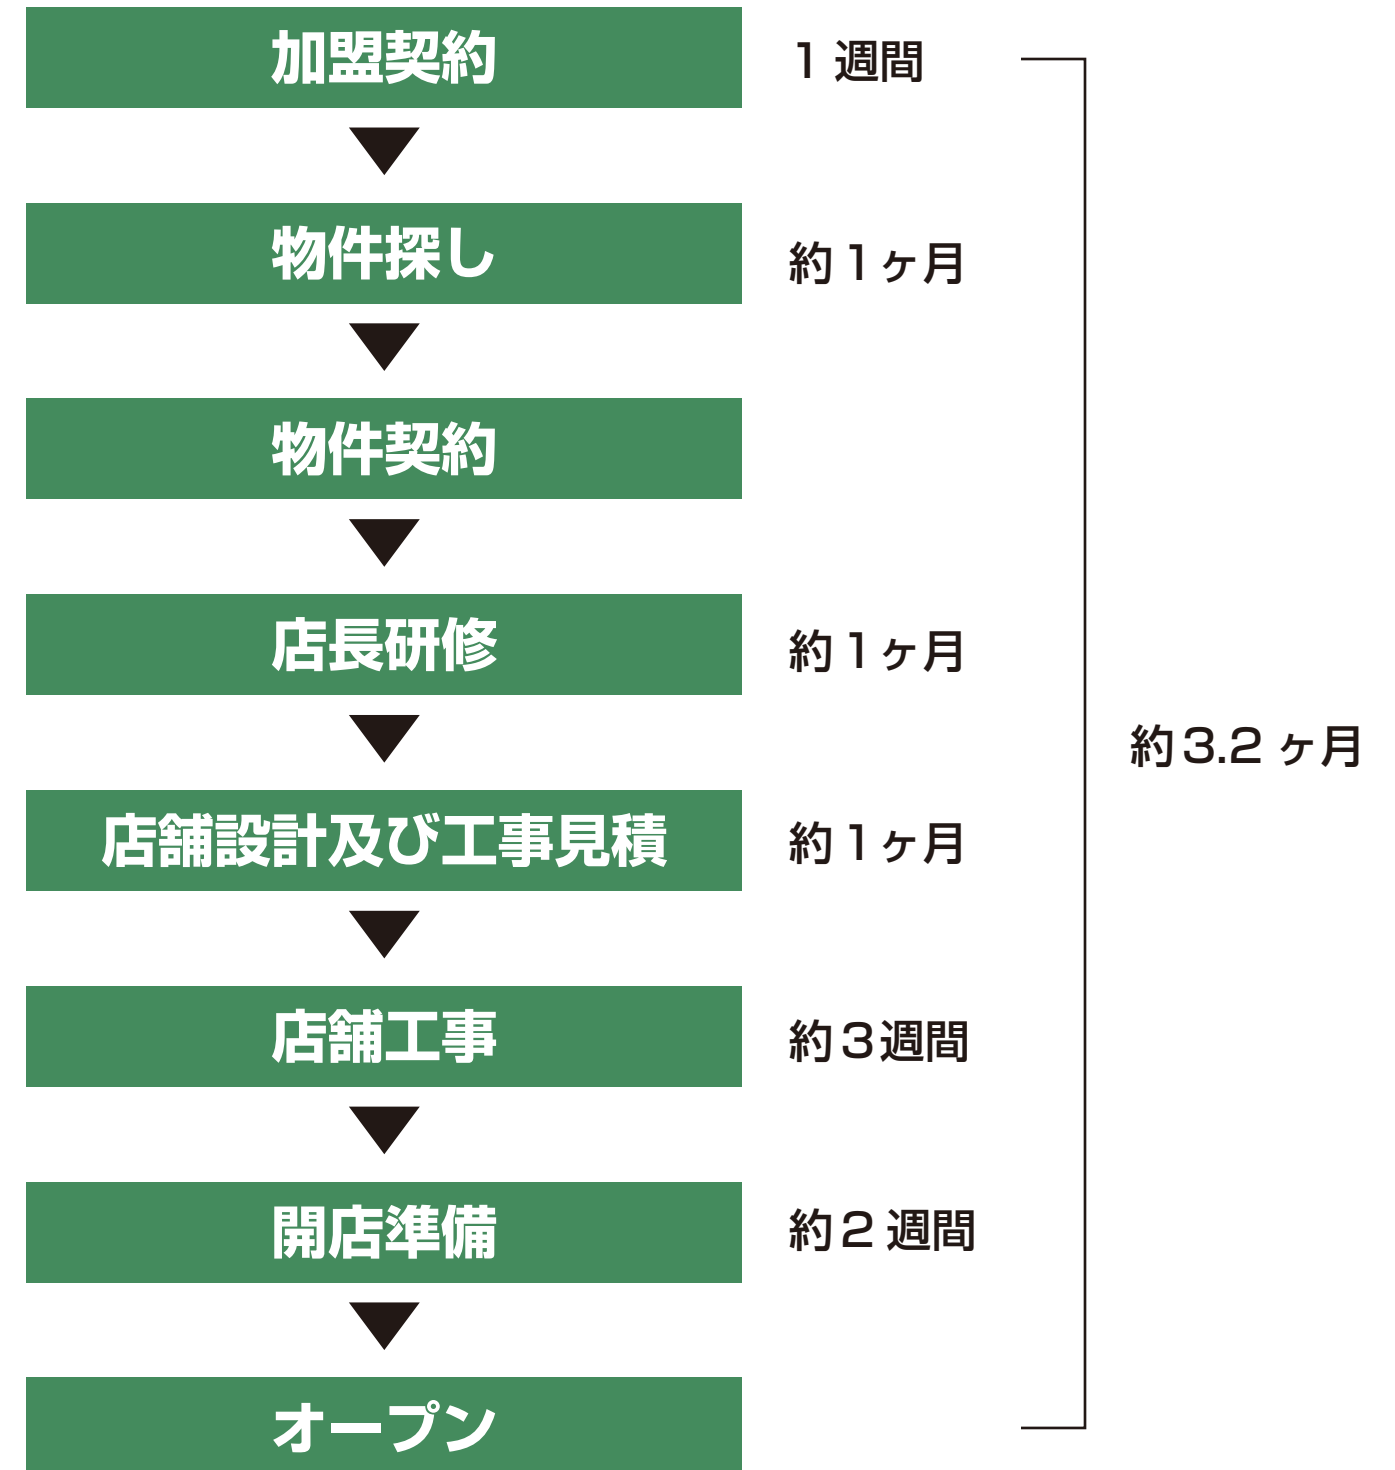 加盟契約
1 週間
物件探し
約 1 ヶ月
物件契約
店長研修
約 1 ヶ月
約 3.2 ヶ月
店舗設計及び工事見積
約 1 ヶ月
店舗工事
約 3 週間
開店準備
約 2 週間
オープン